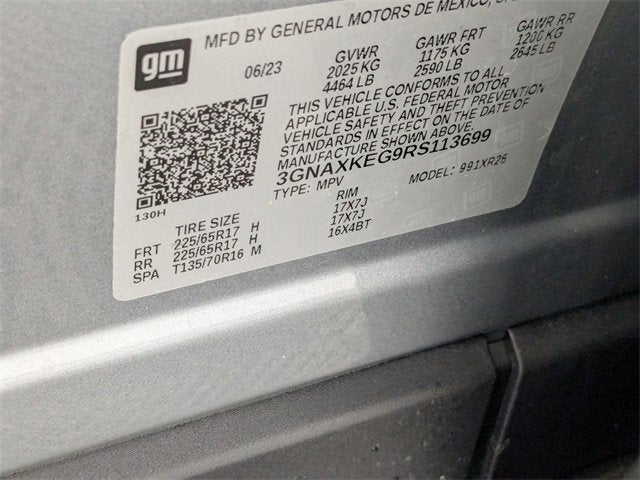 gm
MFD BY GENERAL MOTORS DE MEXICO,
06/23
GVWR GAWR FRT GAWR RR
2025 KG 1175 KG 1200 KG
4464 LB 2590 LB 2645 LB
THIS VEHICLE CONFORMS TO ALL
APPLICABLE U.S. FEDERAL MOTOR
VEHICLE SAFETY AND THEFT PREVENTION
STANDARDS IN EFFECT ON THE DATE OF
MANUFACTURE SHOWN ABOVE.
3GNAXKEG9RS113699
TYPE: MPV MODEL: 991XR26
130H
TIRE SIZE RIM
FRT 225/65R17 H 17X7J
RR 225/65R17 H 17X7J
SPA T135/70R16 M 16X4BT